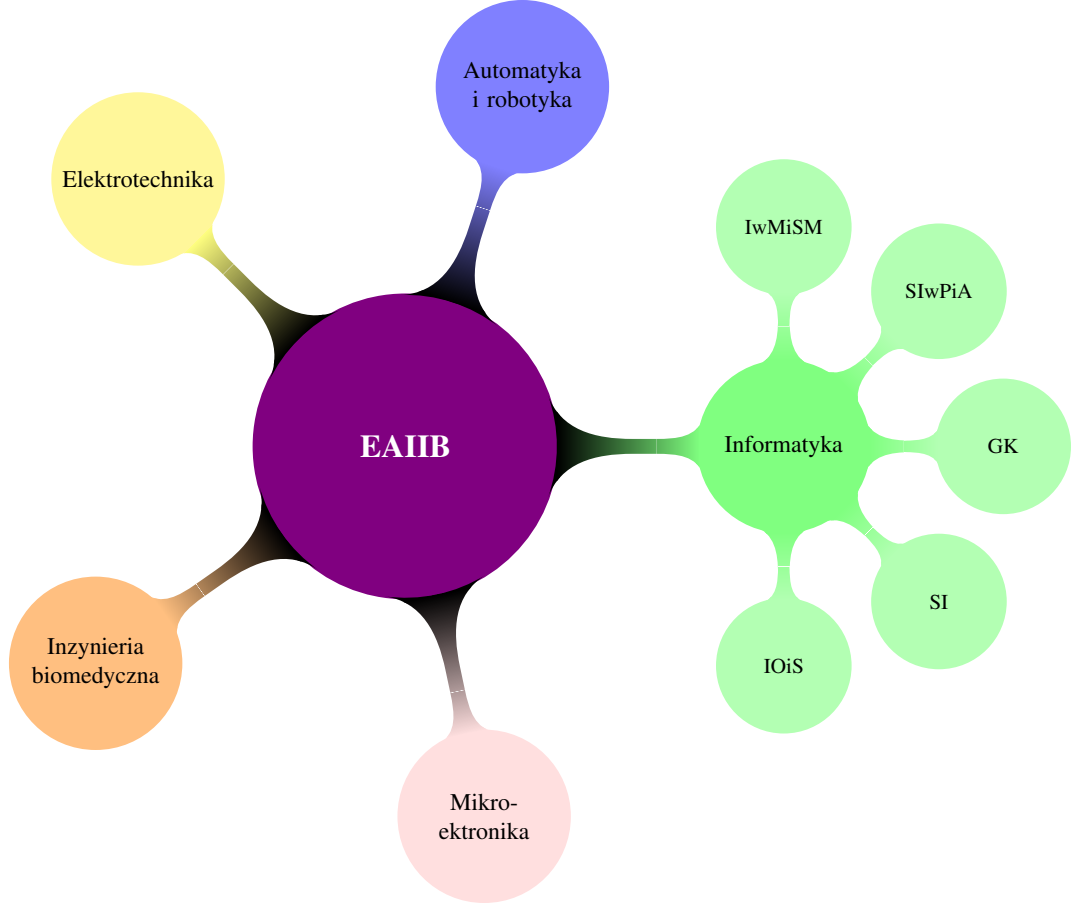 Automatyka
i robotyka
Elektrotechnika
IwMiSM
SIwPiA
EAIIB
Informatyka
GK
SI
Inzynieria
biomedyczna
IOiS
Mikro-
ektronika